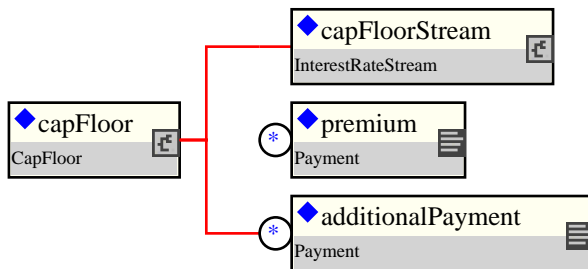 capFloorStream
InterestRateStream
capFloor
CapFloor
* premium
Payment
* additionalPayment
Payment